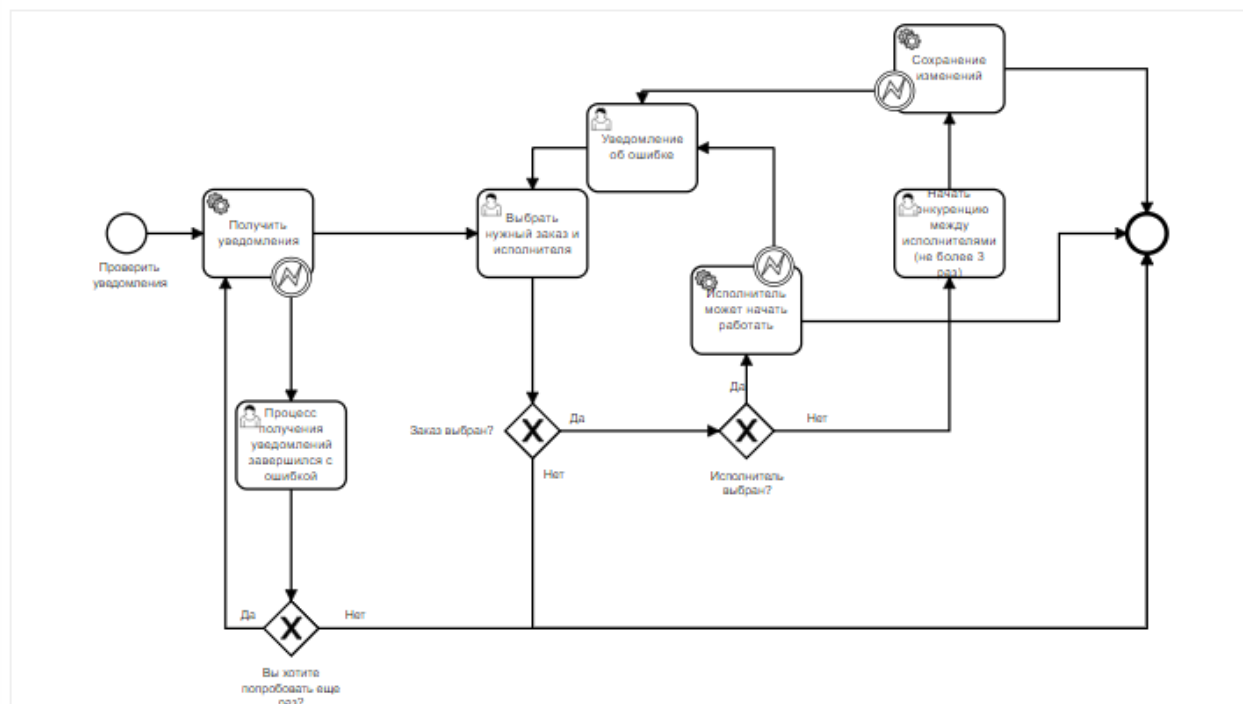 Сохранение
изменений
Уведомление
об ошибке
Получить
уведомления
Проверить
уведомления
Выбрать
нужный заказ и
исполнителя
Начать
конкуренцию
между
исполнителями
(не более 3
раз)
Исполнитель
может начать
работать
Да
Процесс
получения
уведомлений
завершился с
ошибкой
Заказ выбран?
Да
Нет
Нет
Исполнитель
выбран?
Да
Нет
Вы хотите
попробовать еще
раз?